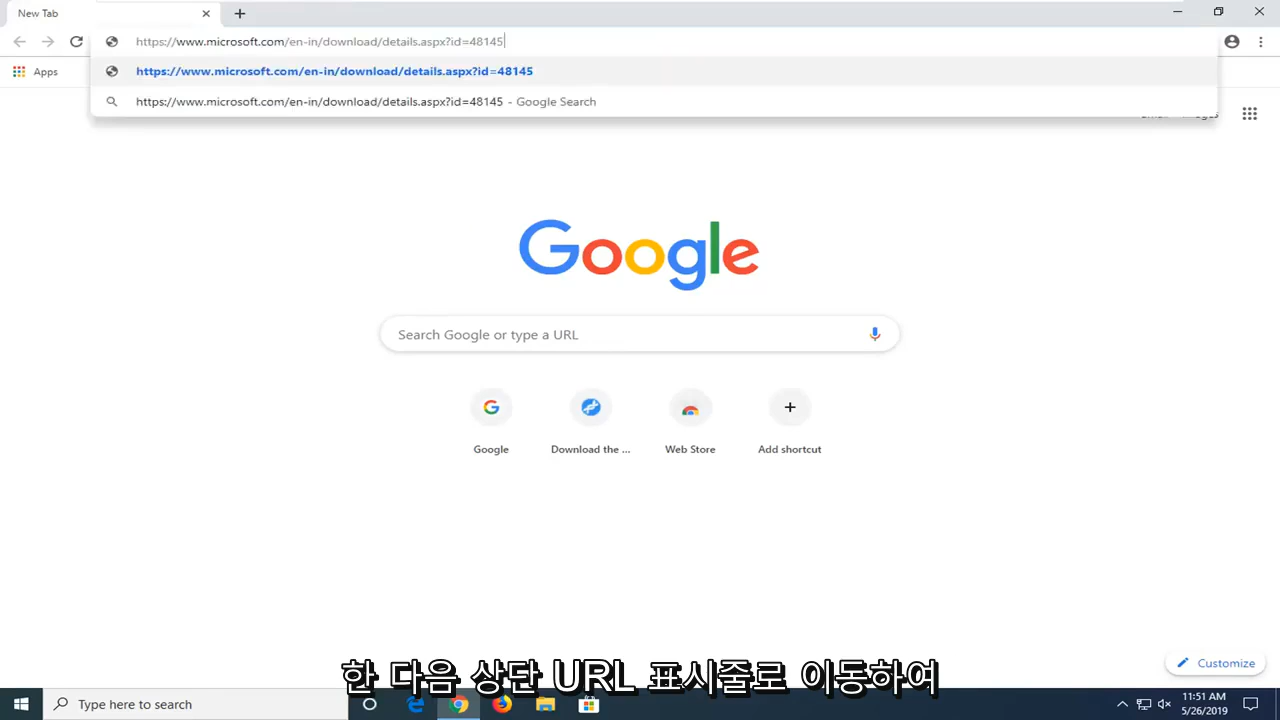 New Tab
https://www.microsoft.com/en-in/download/details.aspx?id=48145
Apps
https://www.microsoft.com/en-in/download/details.aspx?id=48145
https://www.microsoft.com/en-in/download/details.aspx?id=48145 - Google Search
Google
Search Google or type a URL
Google
Download the ...
Web Store
Add shortcut
한 다음 상단 URL 표시줄로 이동하여
Customize
Type here to search
11:51 AM
5/26/2019